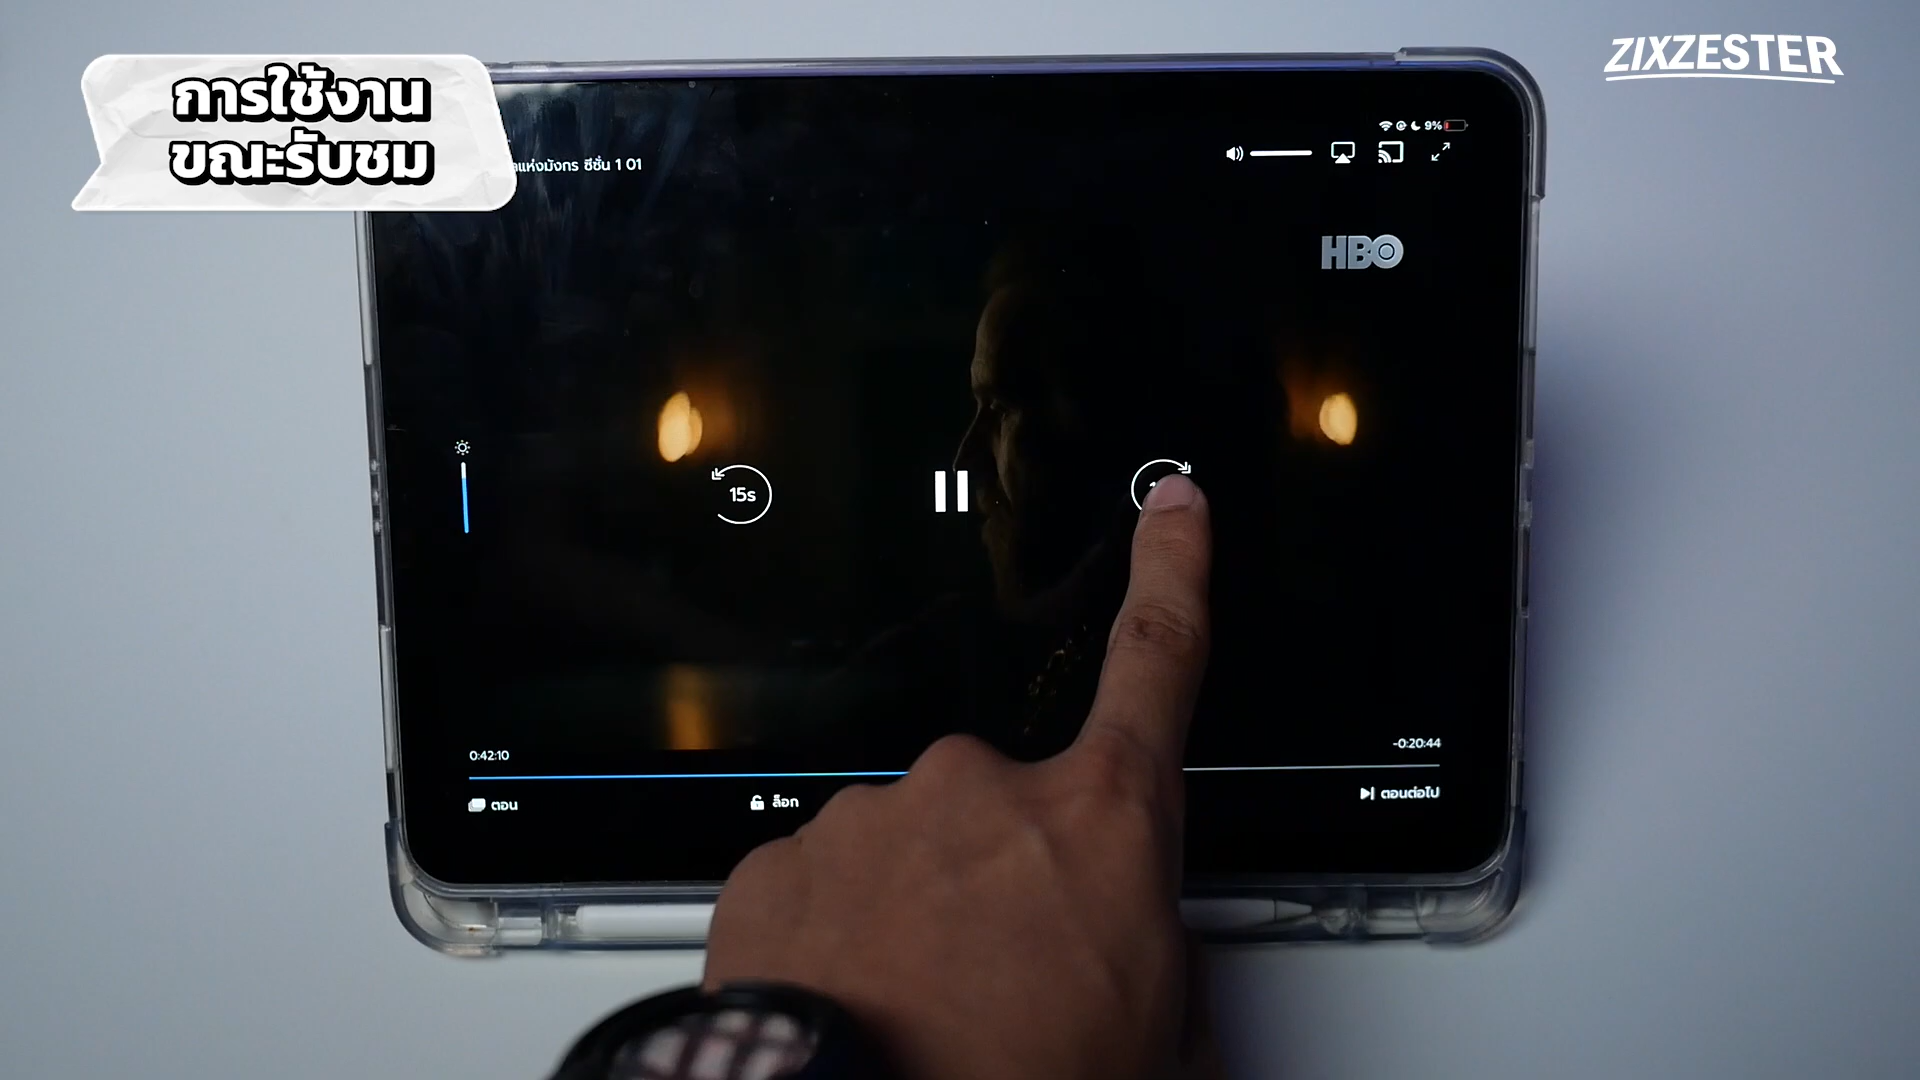 การใช้งาน
ขณะรับชม
ZIXZESTER
9%
แห่งมังกร ซีซั่น 1 01
HBO
15s
0:42:10
-0:20:44
ตอน
ล็อก
ตอนต่อไป